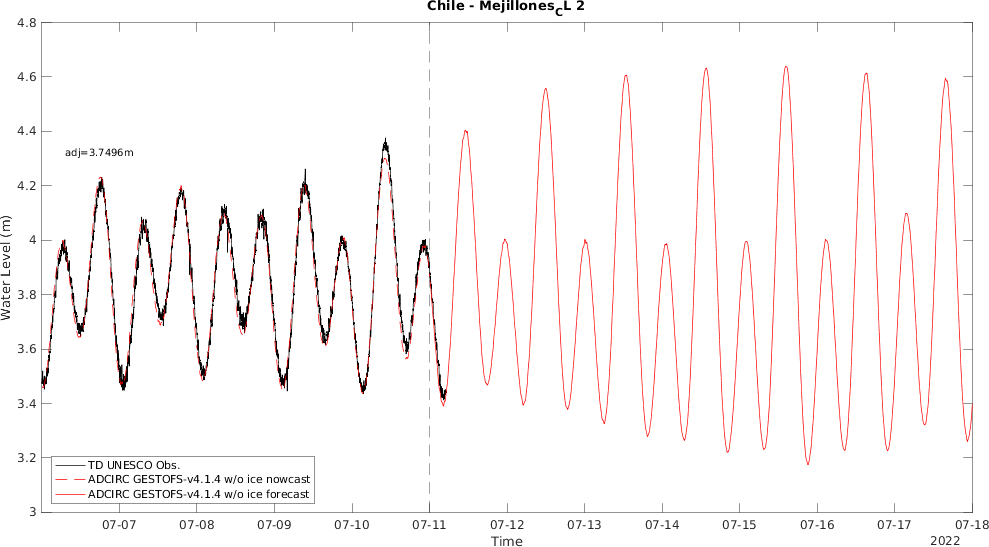 Chile - Mejillones_CL 2
4.8
4.6
4.4
4.2
4
3.8
3.6
3.4
3.2
3
Water Level (m)
adj=3.7496m
TD UNESCO Obs.
ADCIRC GESTOFS-v4.1.4 w/o ice nowcast
ADCIRC GESTOFS-v4.1.4 w/o ice forecast
07-07 07-08 07-09 07-10 07-11 07-12 07-13 07-14 07-15 07-16 07-17 07-18
Time
2022